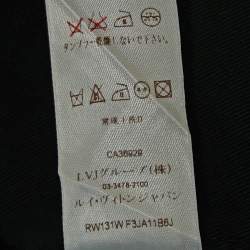 タンブラー乾燥はしないで下さい。
CA36929
LVJグループ(株)
03-3478-2100
ルイ・ヴィトン ジャパン
RW131W F3JA11B6J